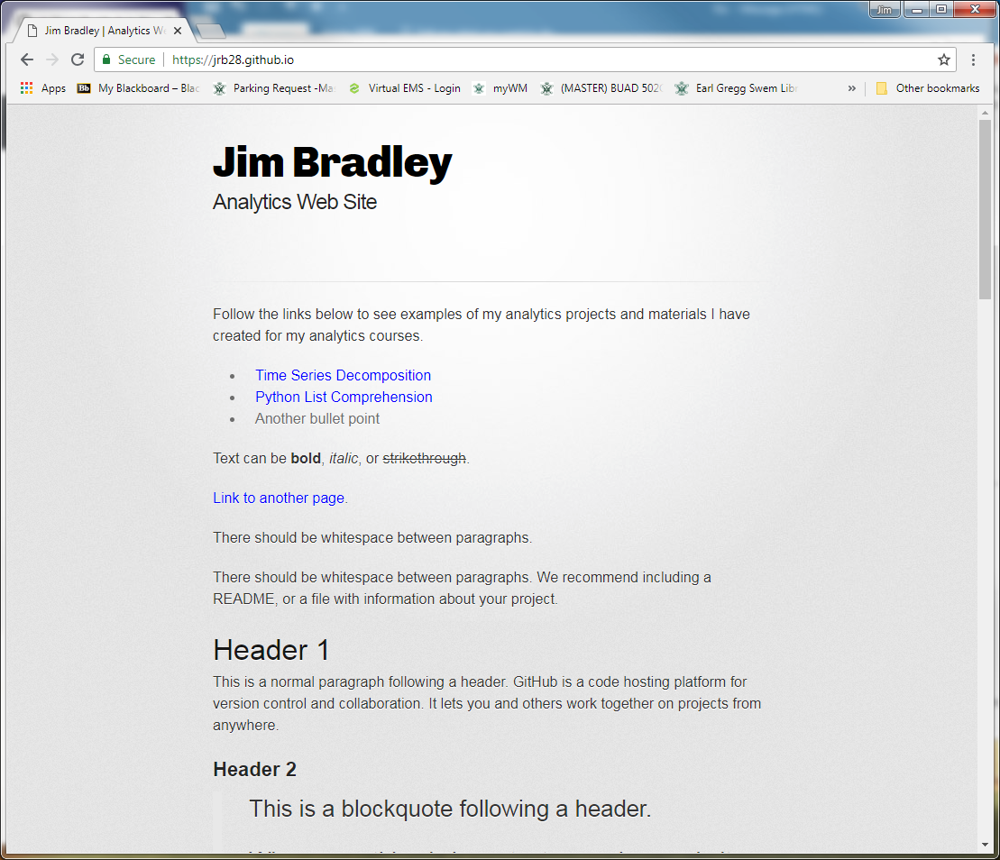 Jim
Jim Bradley | Analytics We
Secure
https://jrb28.github.io
Apps
Bb
My Blackboard – Blac
Parking Request -Ma
Virtual EMS - Login
myWM
(MASTER) BUAD 502
Earl Gregg Swem Libr
»
Other bookmarks
Jim Bradley
Analytics Web Site
Follow the links below to see examples of my analytics projects and materials I have
created for my analytics courses.
• Time Series Decomposition
• Python List Comprehension
• Another bullet point
Text can be bold, italic, or strikethrough.
Link to another page.
There should be whitespace between paragraphs.
There should be whitespace between paragraphs. We recommend including a
README, or a file with information about your project.
Header 1
This is a normal paragraph following a header. GitHub is a code hosting platform for
version control and collaboration. It lets you and others work together on projects from
anywhere.
Header 2
This is a blockquote following a header.